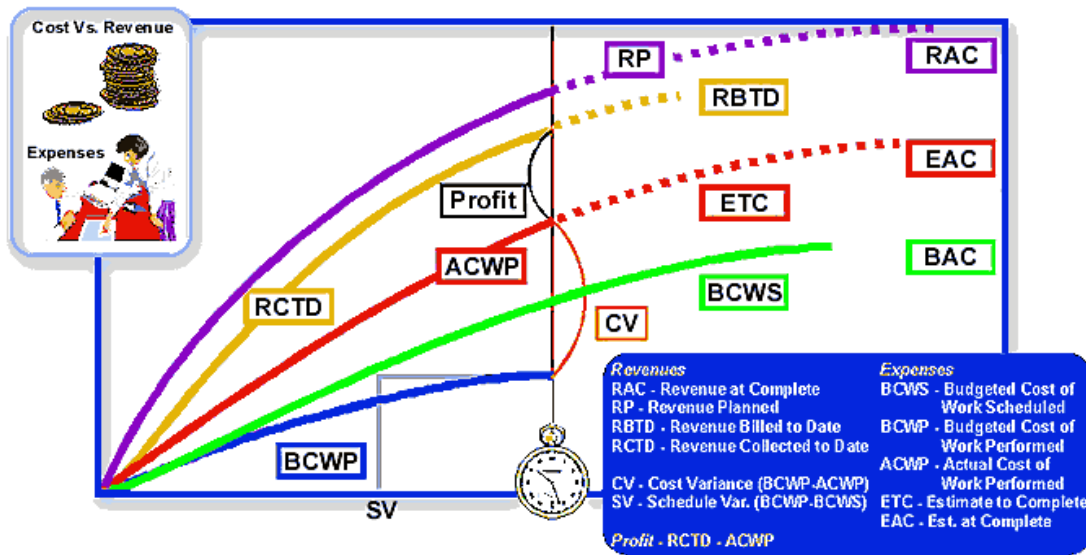 Cost Vs. Revenue
Expenses
RP
RAC
RBTD
Profit
EAC
ETC
ACWP
BAC
BCWS
RCTD
CV
BCWP
SV
Revenues
RAC - Revenue at Complete
RP - Revenue Planned
RBTD - Revenue Billed to Date
RCTD - Revenue Collected to Date
CV - Cost Variance (BCWP-ACWP)
SV - Schedule Var. (BCWP-BCWS)
Profit - RCTD - ACWP
Expenses
BCWS - Budgeted Cost of
Work Scheduled
BCWP - Budgeted Cost of
Work Performed
ACWP - Actual Cost of
Work Performed
ETC - Estimate to Complete
EAC - Est. at Complete